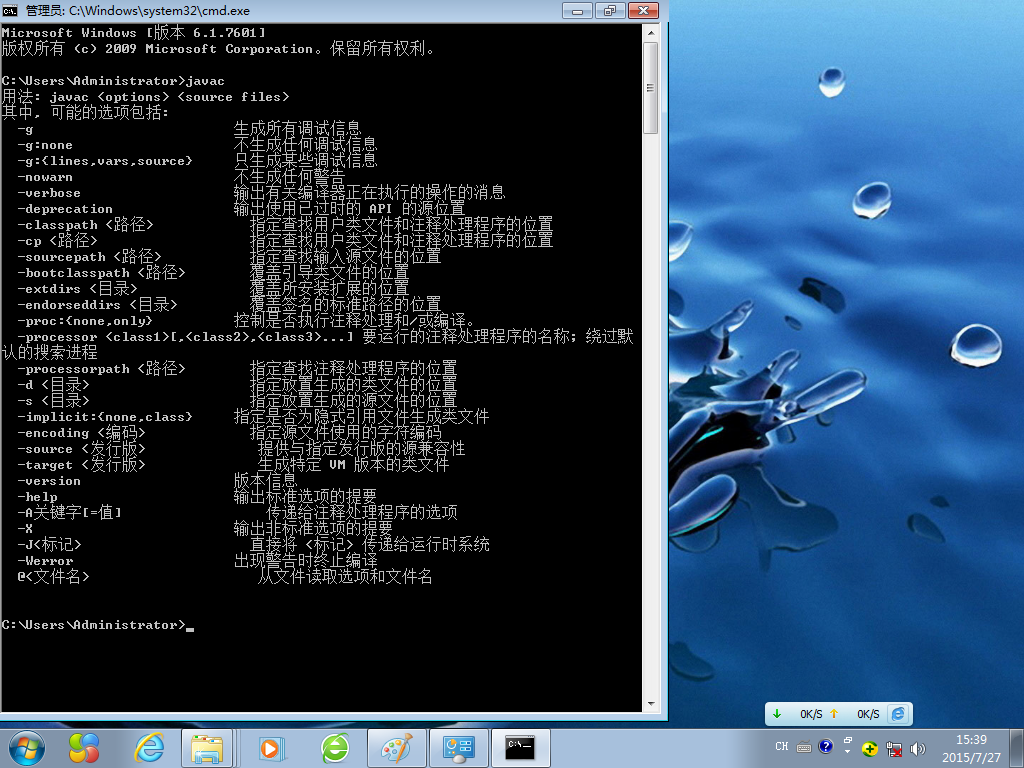 管理员: C:\Windows\system32\cmd.exe
Microsoft Windows [版本 6.1.7601]
版权所有 (c) 2009 Microsoft Corporation。保留所有权利。
C:\Users\Administrator>javac
用法: javac <options> <source files>
其中, 可能的选项包括:
-g 生成所有调试信息
-g:none 不生成任何调试信息
-g:{lines,vars,source} 只生成某些调试信息
-nowarn 不生成任何警告
-verbose 输出有关编译器正在执行的操作的消息
-deprecation 输出使用已过时的 API 的源位置
-classpath <路径> 指定查找用户类文件和注释处理程序的位置
-cp <路径> 指定查找用户类文件和注释处理程序的位置
-sourcepath <路径> 指定查找输入源文件的位置
-bootclasspath <路径> 覆盖引导类文件的位置
-extdirs <目录> 覆盖所安装扩展的位置
-endorseddirs <目录> 覆盖签名的标准路径的位置
-proc:{none,only} 控制是否执行注释处理和/或编译。
-processor <class1>[,<class2>,<class3>...] 要运行的注释处理程序的名称; 绕过默
认的搜索进程
-processorpath <路径> 指定查找注释处理程序的位置
-d <目录> 指定放置生成的类文件的位置
-s <目录> 指定放置生成的源文件的位置
-implicit:{none,class} 指定是否为隐式引用文件生成类文件
-encoding <编码> 指定源文件使用的字符编码
-source <发行版> 提供与指定发行版的源兼容性
-target <发行版> 生成特定 VM 版本的类文件
-version 版本信息
-help 输出标准选项的提要
-A关键字[=值] 传递给注释处理程序的选项
-X 输出非标准选项的提要
-J<标记> 直接将 <标记> 传递给运行时系统
-Werror 出现警告时终止编译
@<文件名> 从文件读取选项和文件名
C:\Users\Administrator>_
0K/S 0K/S
CH
15:39
2015/7/27